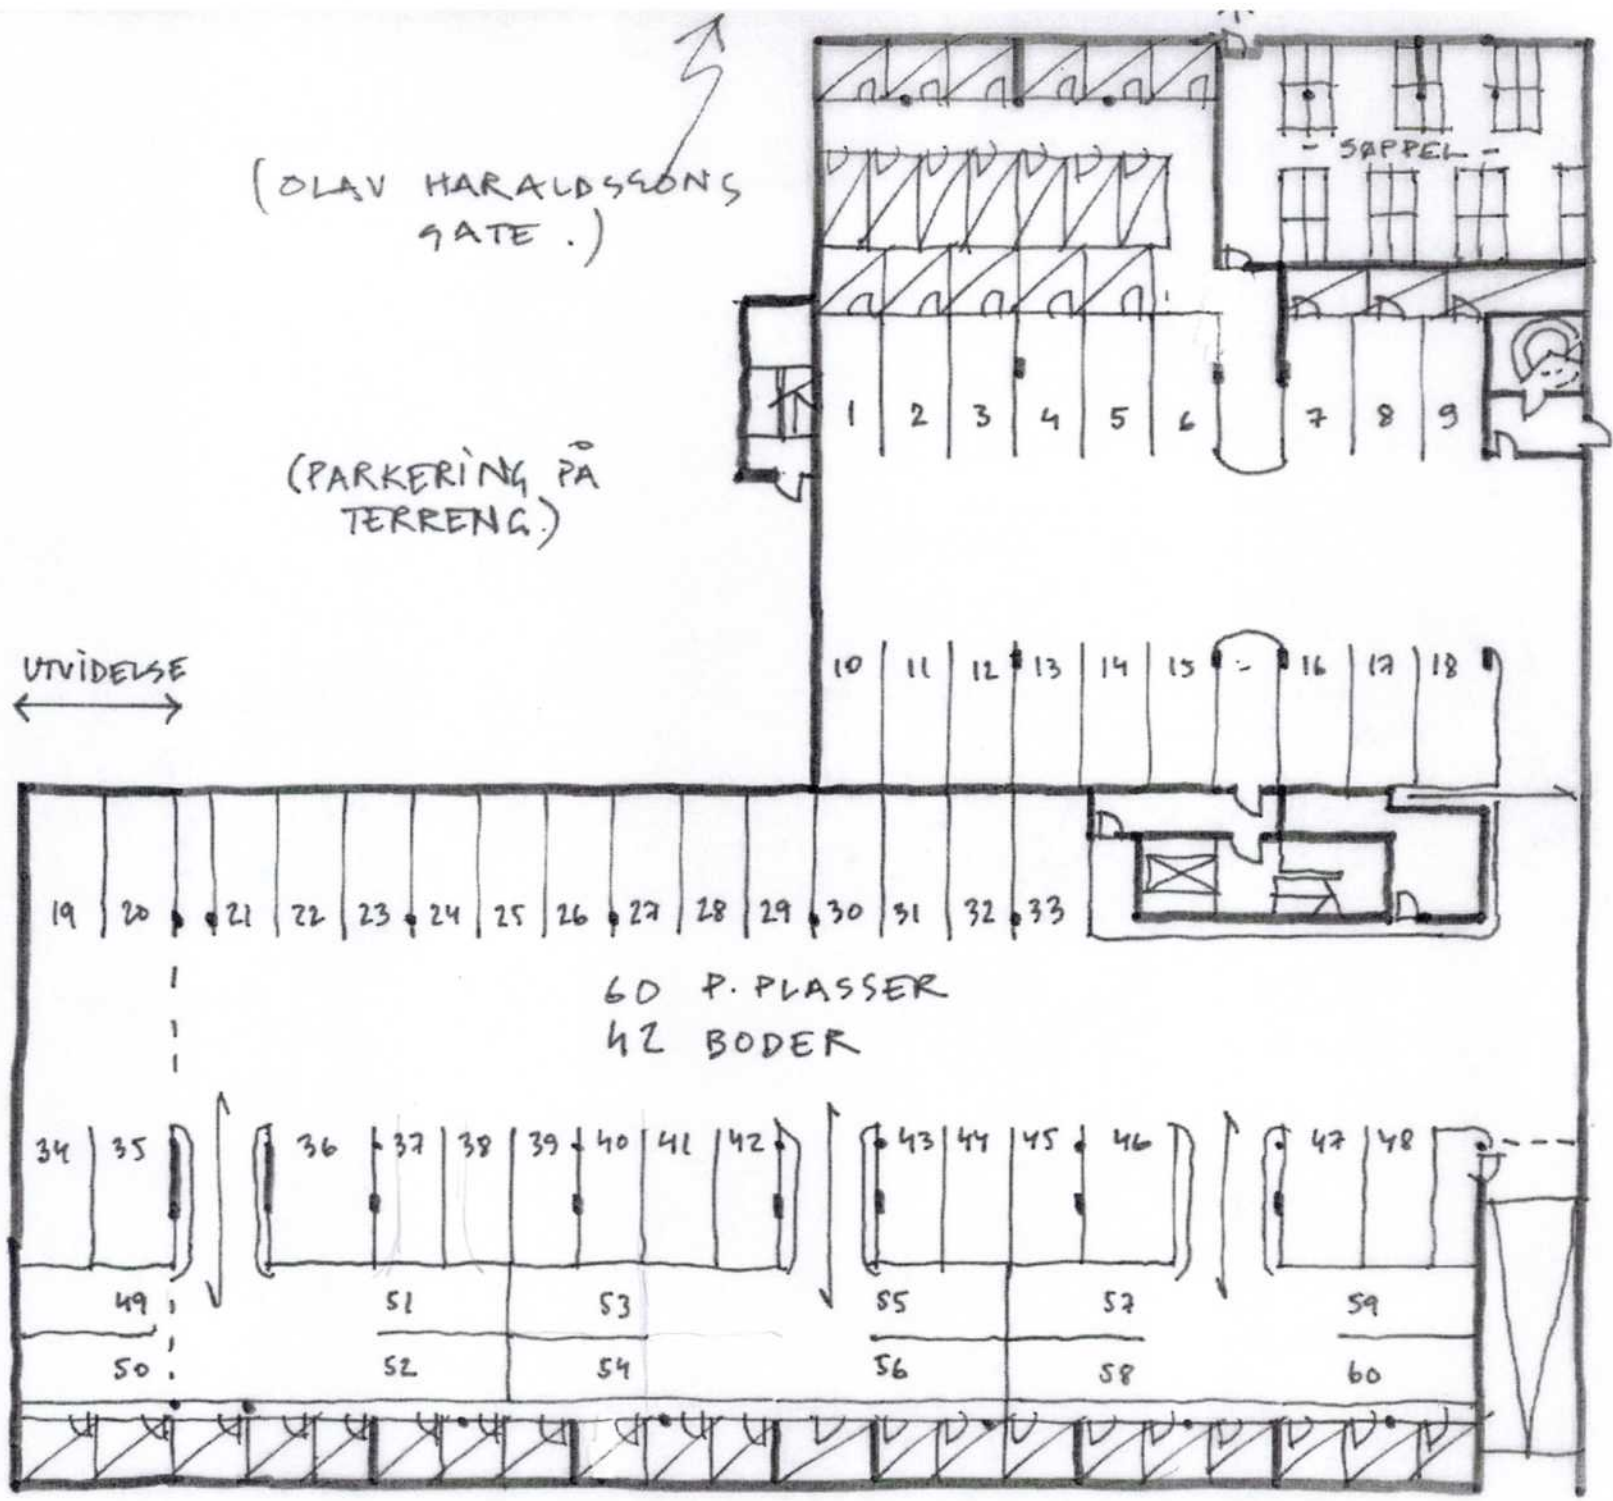 (OLAV HARALDSSONS
GATE.)
- SØPPEL -
1 2 3 4 5 6 7 8 9
(PARKERING PÅ
TERRENG.)
UTVIDELSE
10 11 12 13 14 15 16 17 18
19 20 21 22 23 24 25 26 27 28 29 30 31 32 33
60 P. PLASSER
42 BODER
34 35 36 37 38 39 40 41 42 43 44 45 46 47 48
49 51 53 55 57 59
50 52 54 56 58 60